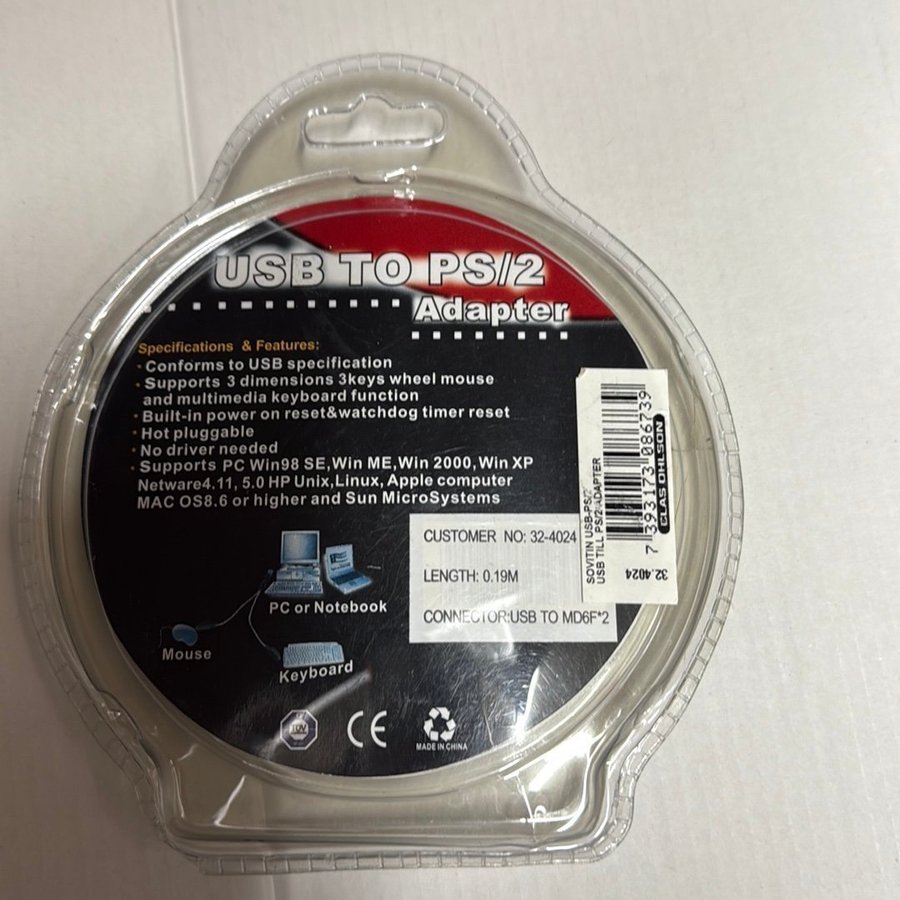 USB TO PS/2
Adapter
Specifications & Features:
· Conforms to USB specification
· Supports 3 dimensions 3keys wheel mouse
and multimedia keyboard function
· Built-in power on reset&watchdog timer reset
· Hot pluggable
· No driver needed
· Supports PC Win98 SE,Win ME,Win 2000,Win XP
Netware4.11, 5.0 HP Unix,Linux, Apple computer
MAC OS8.6 or higher and Sun MicroSystems
PC or Notebook
Mouse
Keyboard
CUSTOMER NO: 32-4024
LENGTH: 0.19M
CONNECTOR:USB TO MD6F*2
SOVITIN USB-PS/2
USB TILL PS/2 ADAPTER
7 393173 086739
CLAS OHLSON
32.4024
TÜV
CE
MADE IN CHINA